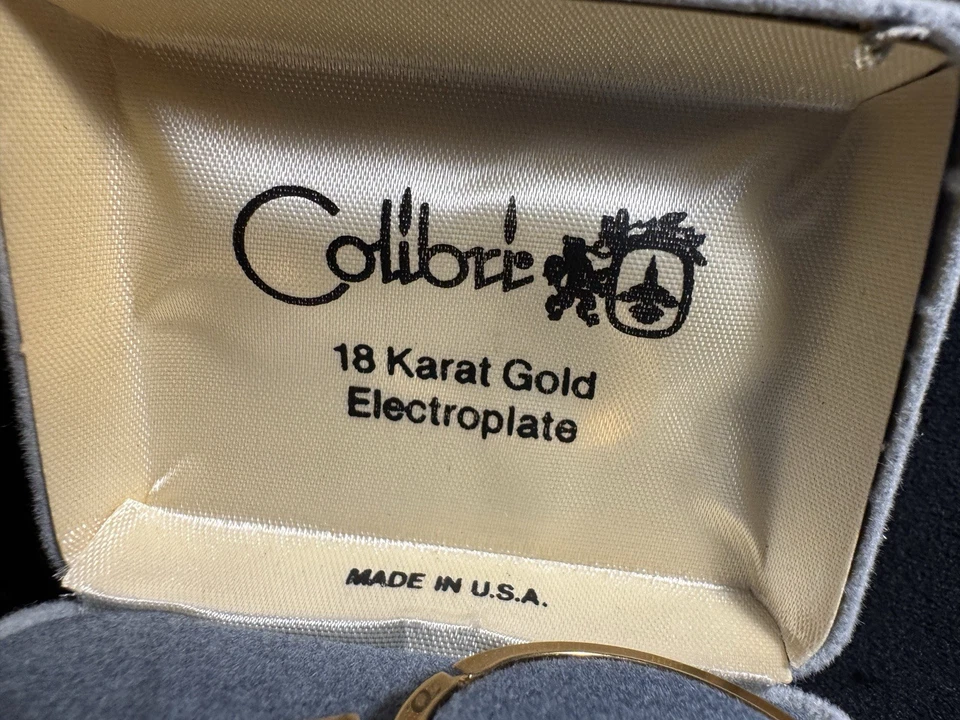 Colibri
18 Karat Gold
Electroplate
MADE IN U.S.A.